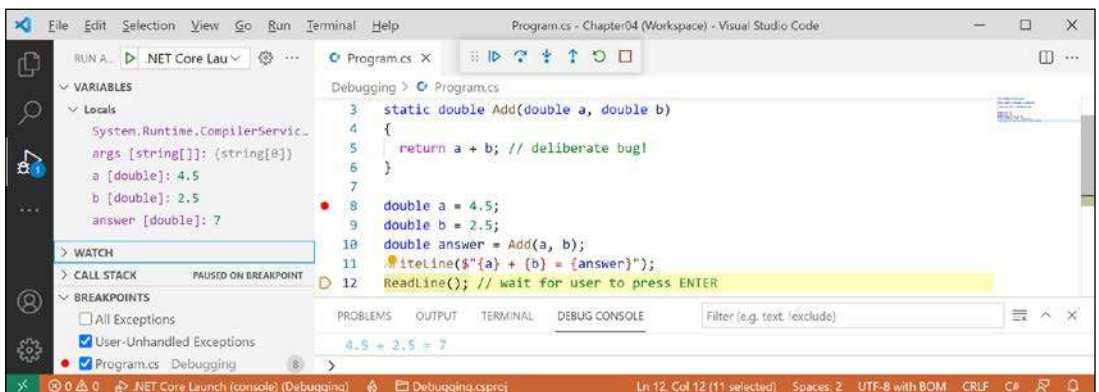 File Edit Selection View Go Run Terminal Help Program.cs - Chapter04 (Workspace) - Visual Studio Code
RUN A... .NET Core Lau
VARIABLES
Locals
System.Runtime.CompilerServic…
args [string[]]: {string[0]}
a [double]: 4.5
b [double]: 2.5
answer [double]: 7
WATCH
CALL STACK PAUSED ON BREAKPOINT
BREAKPOINTS
All Exceptions
User-Unhandled Exceptions
Program.cs Debugging 8
Program.cs
Debugging > Program.cs
3 static double Add(double a, double b)
4 {
5 return a + b; // deliberate bug!
6 }
7
8 double a = 4.5;
9 double b = 2.5;
10 double answer = Add(a, b);
11 iteLine($"{a} + {b} = {answer}");
12 ReadLine(); // wait for user to press ENTER
PROBLEMS OUTPUT TERMINAL DEBUG CONSOLE Filter (e.g. text, !exclude)
4.5 + 2.5 = 7
>
1
0 0 .NET Core Launch (console) (Debugging) Debugging.csproj Ln 12, Col 12 (11 selected) Spaces: 2 UTF-8 with BOM CRLF C#